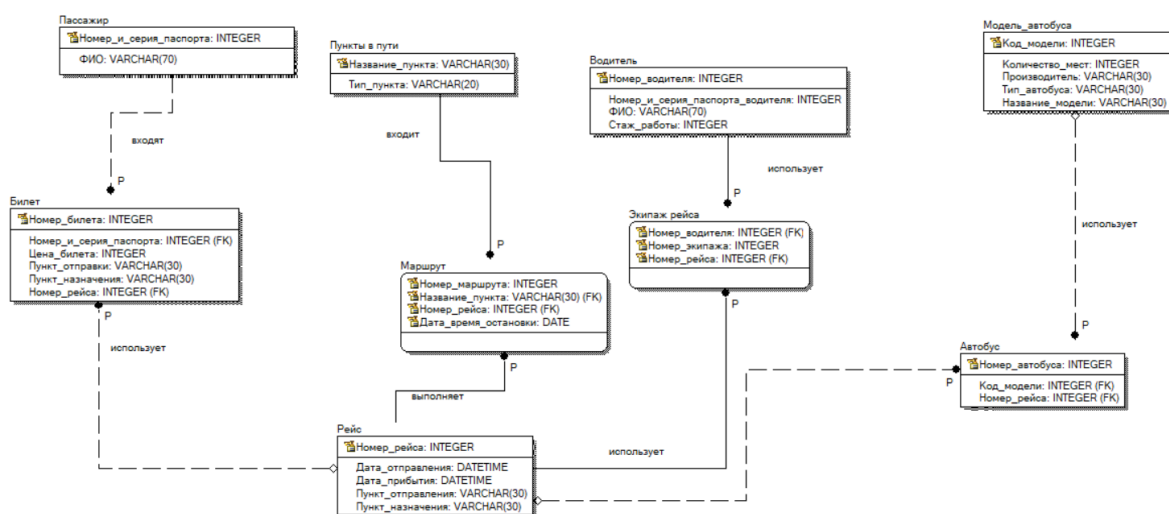 Пассажир
Номер_и_серия_паспорта: INTEGER
ФИО: VARCHAR(70)
входят
P
Пункты в пути
Название_пункта: VARCHAR(30)
Тип_пункта: VARCHAR(20)
входит
P
Водитель
Номер_водителя: INTEGER
Номер_и_серия_паспорта_водителя: INTEGER
ФИО: VARCHAR(70)
Стаж_работы: INTEGER
использует
P
Модель_автобуса
Код_модели: INTEGER
Количество_мест: INTEGER
Производитель: VARCHAR(30)
Тип_автобуса: VARCHAR(30)
Название_модели: VARCHAR(30)
использует
P
Билет
Номер_билета: INTEGER
Номер_и_серия_паспорта: INTEGER (FK)
Цена_билета: INTEGER
Пункт_отправки: VARCHAR(30)
Пункт_назначения: VARCHAR(30)
Номер_рейса: INTEGER (FK)
P
использует
Маршрут
Номер_маршрута: INTEGER
Название_пункта: VARCHAR(30) (FK)
Номер_рейса: INTEGER (FK)
Дата_время_остановки: DATE
P
выполняет
Экипаж рейса
Номер_водителя: INTEGER (FK)
Номер_экипажа: INTEGER
Номер_рейса: INTEGER (FK)
P
использует
Автобус
Номер_автобуса: INTEGER
Код_модели: INTEGER (FK)
Номер_рейса: INTEGER (FK)
P
Рейс
Номер_рейса: INTEGER
Дата_отправления: DATETIME
Дата_прибытия: DATETIME
Пункт_отправления: VARCHAR(30)
Пункт_назначения: VARCHAR(30)